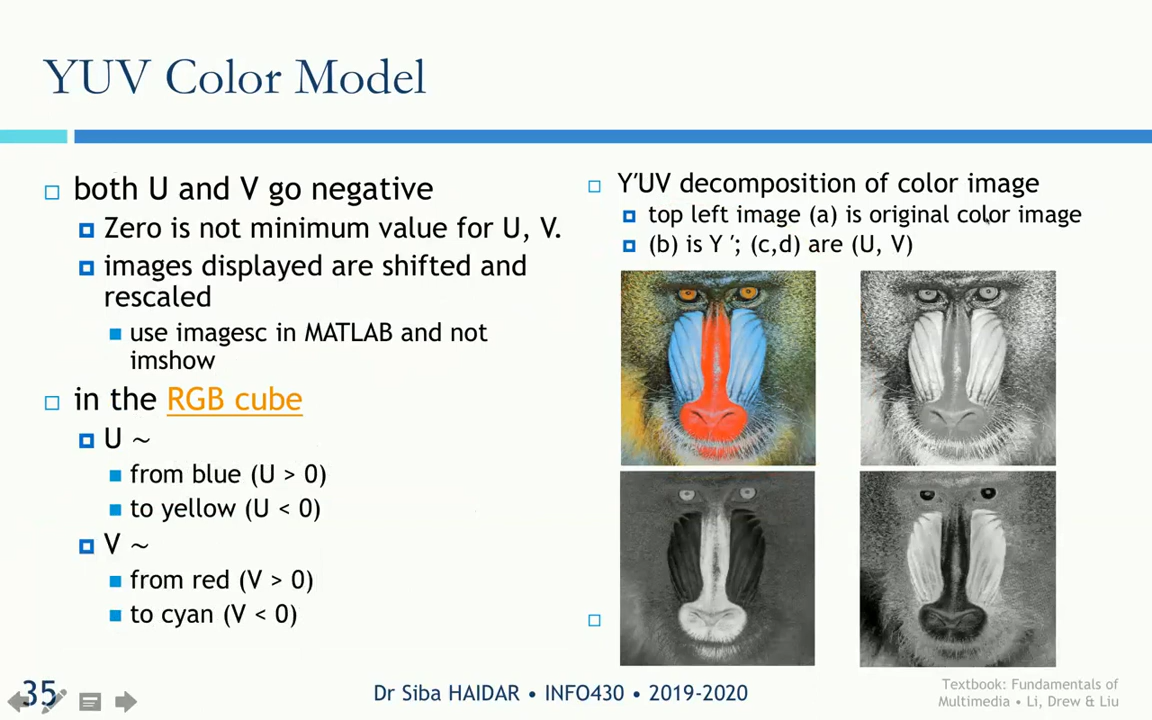 YUV Color Model
both U and V go negative
Zero is not minimum value for U, V.
images displayed are shifted and
rescaled
use imagesc in MATLAB and not
imshow
in the RGB cube
U ~
from blue (U > 0)
to yellow (U < 0)
V ~
from red (V > 0)
to cyan (V < 0)
Y′UV decomposition of color image
top left image (a) is original color image
(b) is Y ′; (c,d) are (U, V)
35
Dr Siba HAIDAR • INFO430 • 2019-2020
Textbook: Fundamentals of
Multimedia • Li, Drew & Liu